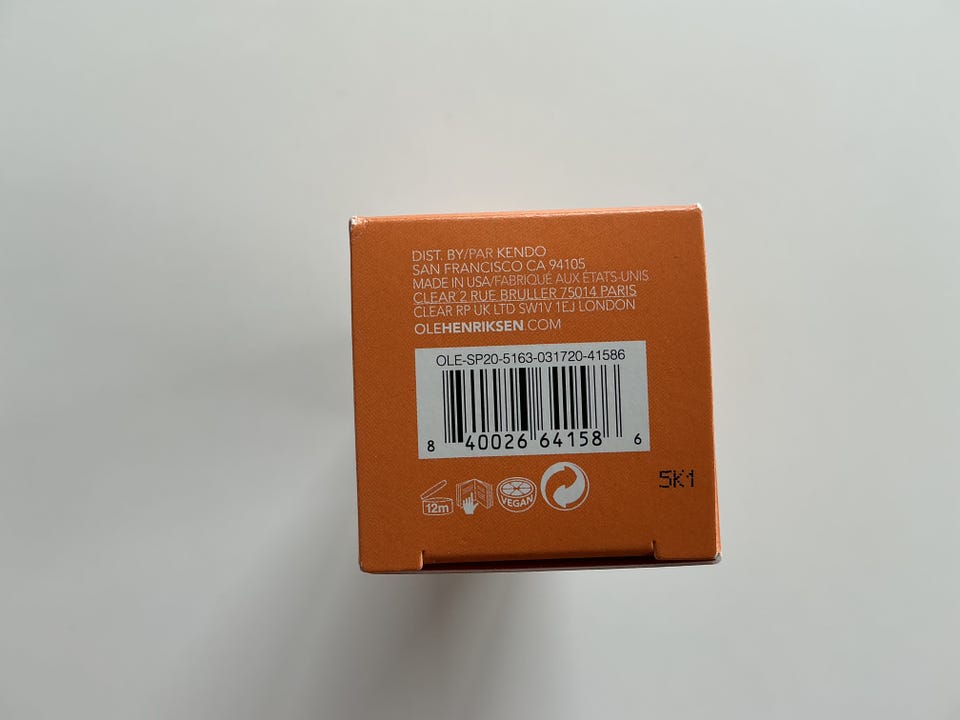 DIST. BY/PAR KENDO
SAN FRANCISCO CA 94105
MADE IN USA/FABRIQUÉ AUX ÉTATS-UNIS
CLEAR 2 RUE BRULLER 75014 PARIS
CLEAR RP UK LTD SW1V 1EJ LONDON
OLEHENRIKSEN.COM
OLE-SP20-5163-031720-41586
8 40026 64158 6
12m
VEGAN
5K1